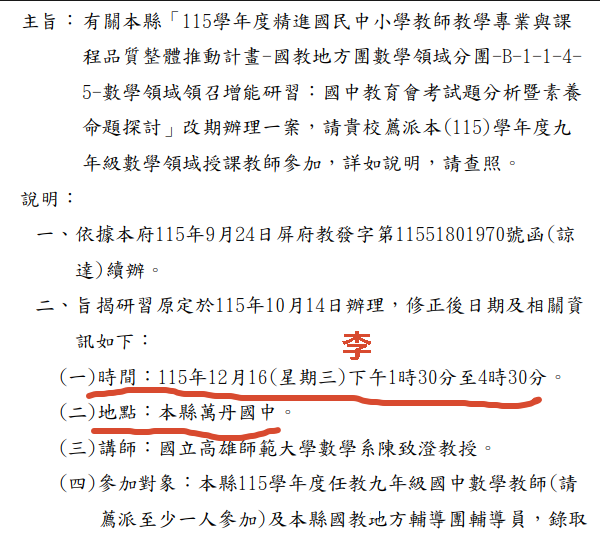 主旨：有關本縣「115學年度精進國民中小學教師教學專業與課
程品質整體推動計畫-國教地方團數學領域分團-B-1-1-4-
5-數學領域領召增能研習：國中教育會考試題分析暨素養
命題探討」改期辦理一案，請貴校薦派本(115)學年度九
年級數學領域授課教師參加，詳如說明，請查照。
說明：
一、依據本府115年9月24日屏府教發字第11551801970號函(諒
達)續辦。
二、旨揭研習原定於115年10月14日辦理，修正後日期及相關資
訊如下：
李
(一)時間：115年12月16(星期三)下午1時30分至4時30分。
(二)地點：本縣萬丹國中。
(三)講師：國立高雄師範大學數學系陳致澄教授。
(四)參加對象：本縣115學年度任教九年級國中數學教師(請
薦派至少一人參加)及本縣國教地方輔導團輔導員，錄取